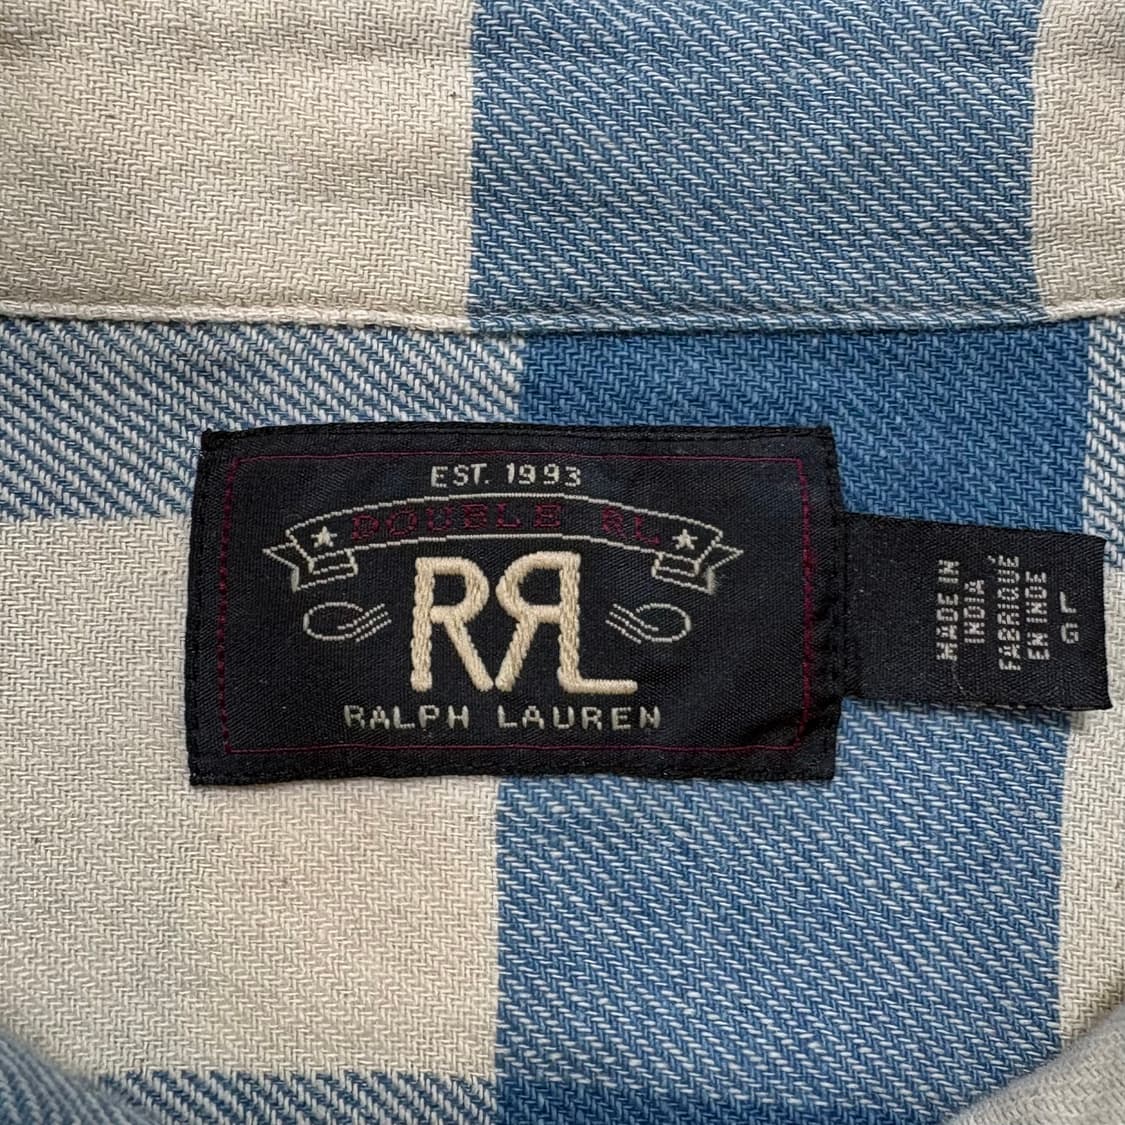 EST. 1993
DOUBLE RL
RRL
RALPH LAUREN
MADE IN
INDIA
FABRIQUÉ
EN INDE
L
G